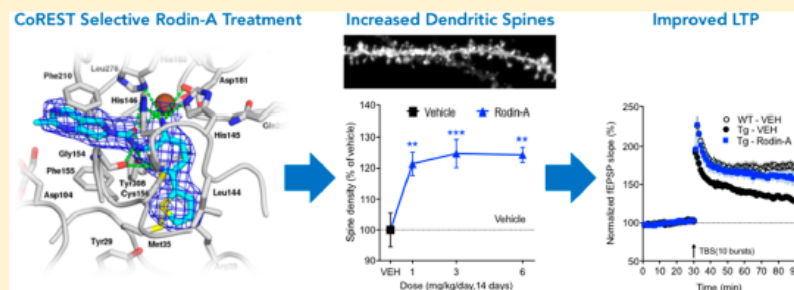 CoREST Selective Rodin-A Treatment
Increased Dendritic Spines
Improved LTP
Leu276
Phe210
Asp181
His146
His145
Gly154
Phe155
Tyr308
Cys156
Leu144
Asp104
Tyr29
Met35
Vehicle
Rodin-A
Spine density (% of vehicle)
140
130
120
110
100
90
**
***
**
Vehicle
VEH
1
3
6
Dose (mg/kg/day,14 days)
WT - VEH
Tg - VEH
Tg - Rodin-A
Normalized fEPSP slope (%)
250
200
150
100
50
TBS(10 bursts)
0 10 20 30 40 50 60 70 80
Time (min)